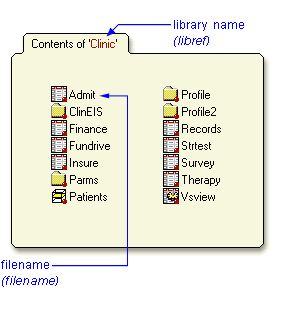 library name
(libref)
Contents of 'Clinic'
Admit
ClinEIS
Finance
Fundrive
Insure
Parms
Patients
Profile
Profile2
Records
Strtest
Survey
Therapy
Vsview
filename
(filename)